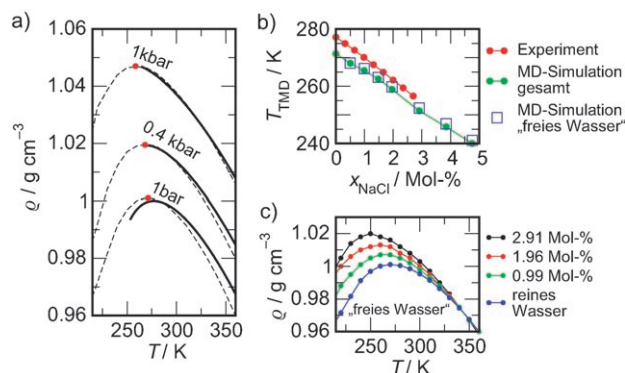 a)
ϱ / g cm⁻³
1.06
1.04
1.02
1
0.98
0.96
1kbar
0.4 kbar
1bar
250 300 350
T / K
b)
T_TMD / K
280
260
240
0 1 2 3 4 5
x_NaCl / Mol-%
Experiment
MD-Simulation
gesamt
MD-Simulation
„freies Wasser“
c)
ϱ / g cm⁻³
1.02
1.00
0.98
0.96
„freies Wasser“
250 300 350
T / K
2.91 Mol-%
1.96 Mol-%
0.99 Mol-%
reines
Wasser